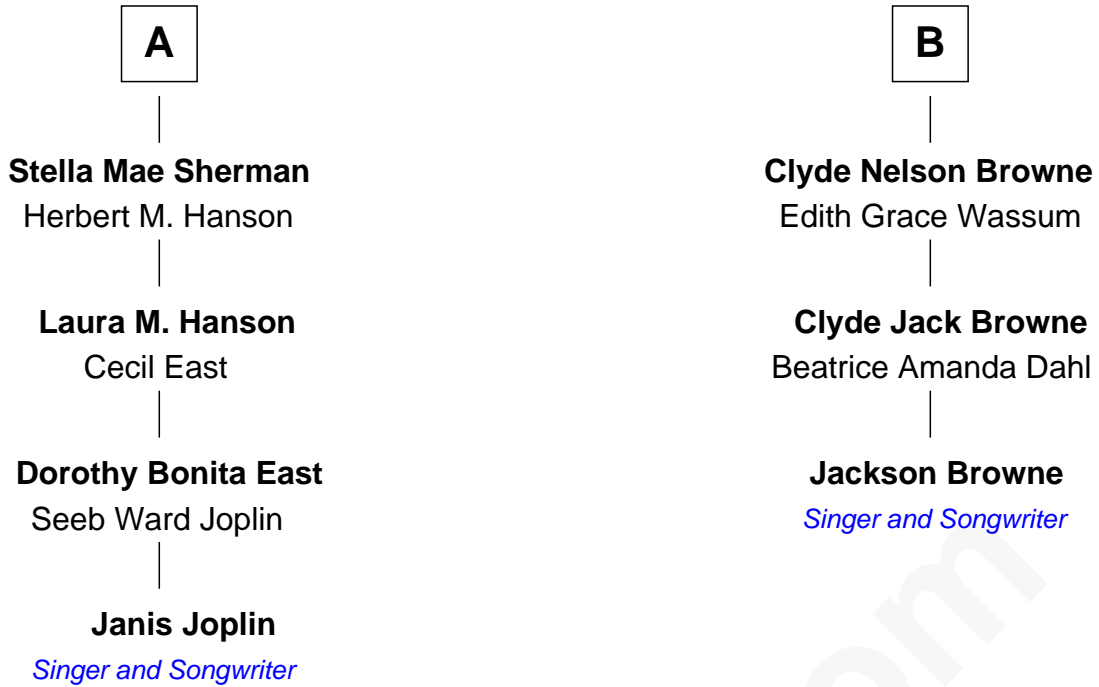 A
Stella Mae Sherman
Herbert M. Hanson
Laura M. Hanson
Cecil East
Dorothy Bonita East
Seeb Ward Joplin
Janis Joplin
Singer and Songwriter
B
Clyde Nelson Browne
Edith Grace Wassum
Clyde Jack Browne
Beatrice Amanda Dahl
Jackson Browne
Singer and Songwriter
om